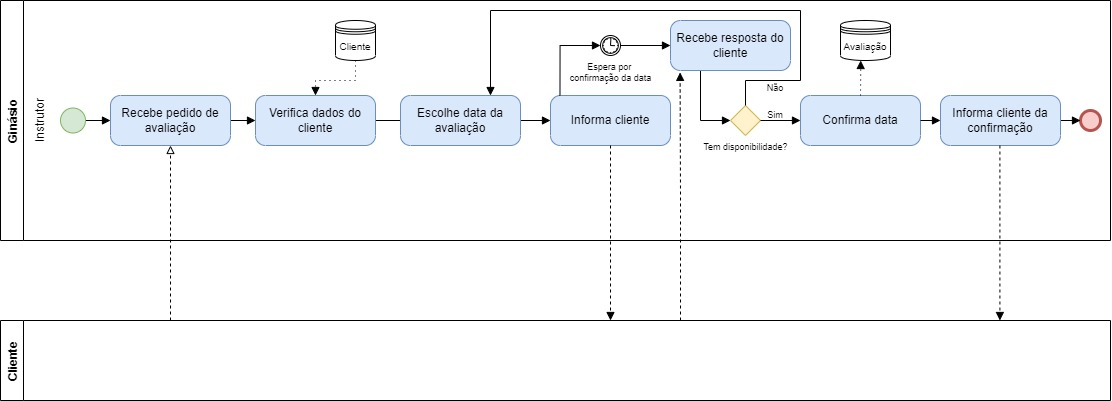 Ginásio
Instrutor
Recebe pedido de
avaliação
Cliente
Verifica dados do
cliente
Escolhe data da
avaliação
Informa cliente
Espera por
confirmação da data
Recebe resposta do
cliente
Não
Sim
Tem disponibilidade?
Avaliação
Confirma data
Informa cliente da
confirmação
Cliente